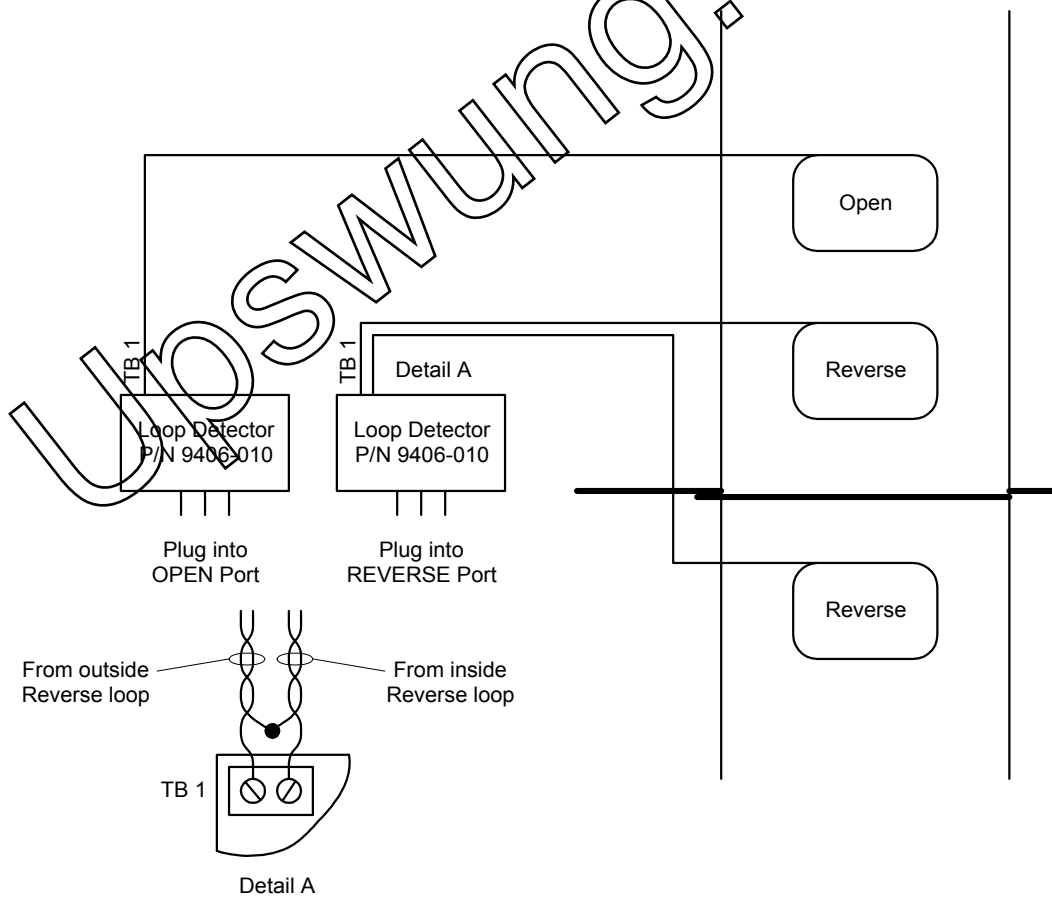 Upswung.
Open
TB 1
TB 1
Detail A
Reverse
Loop Detector
P/N 9406-010
Loop Detector
P/N 9406-010
Plug into
OPEN Port
Plug into
REVERSE Port
Reverse
From outside
Reverse loop
From inside
Reverse loop
TB 1
Detail A